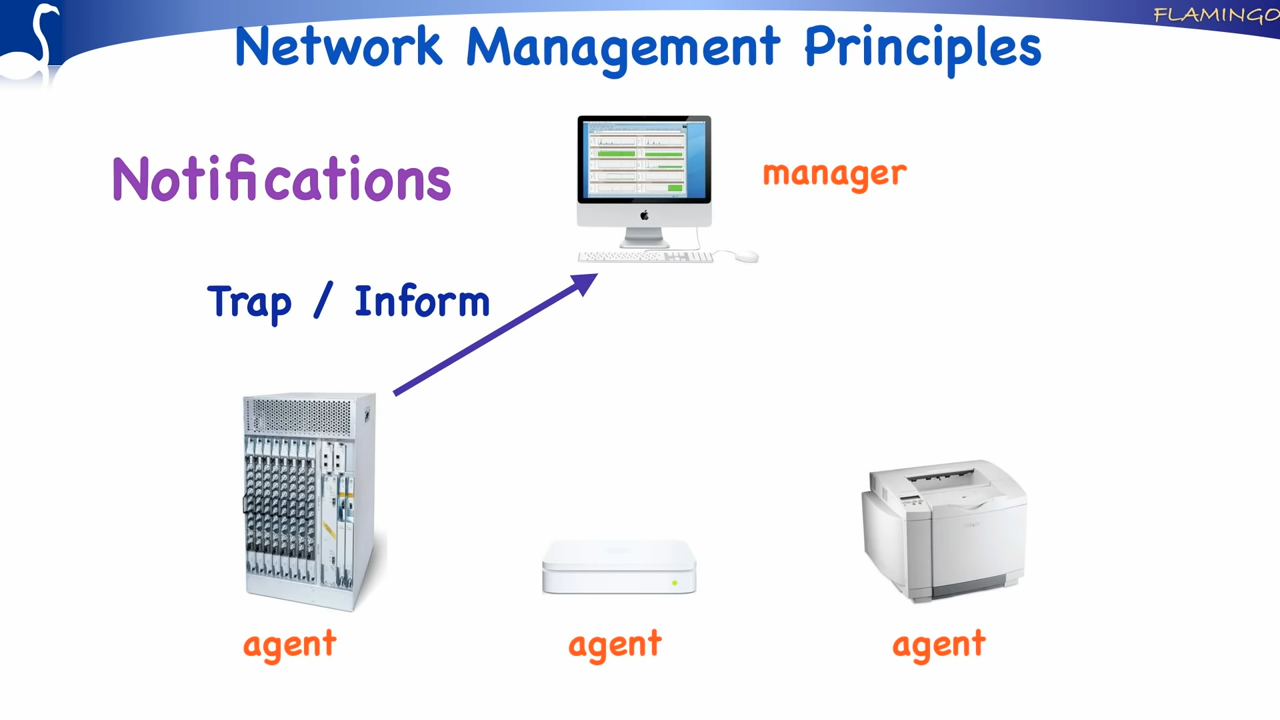 FLAMINGO
Network Management Principles
Notifications
manager
Trap / Inform
agent
agent
agent